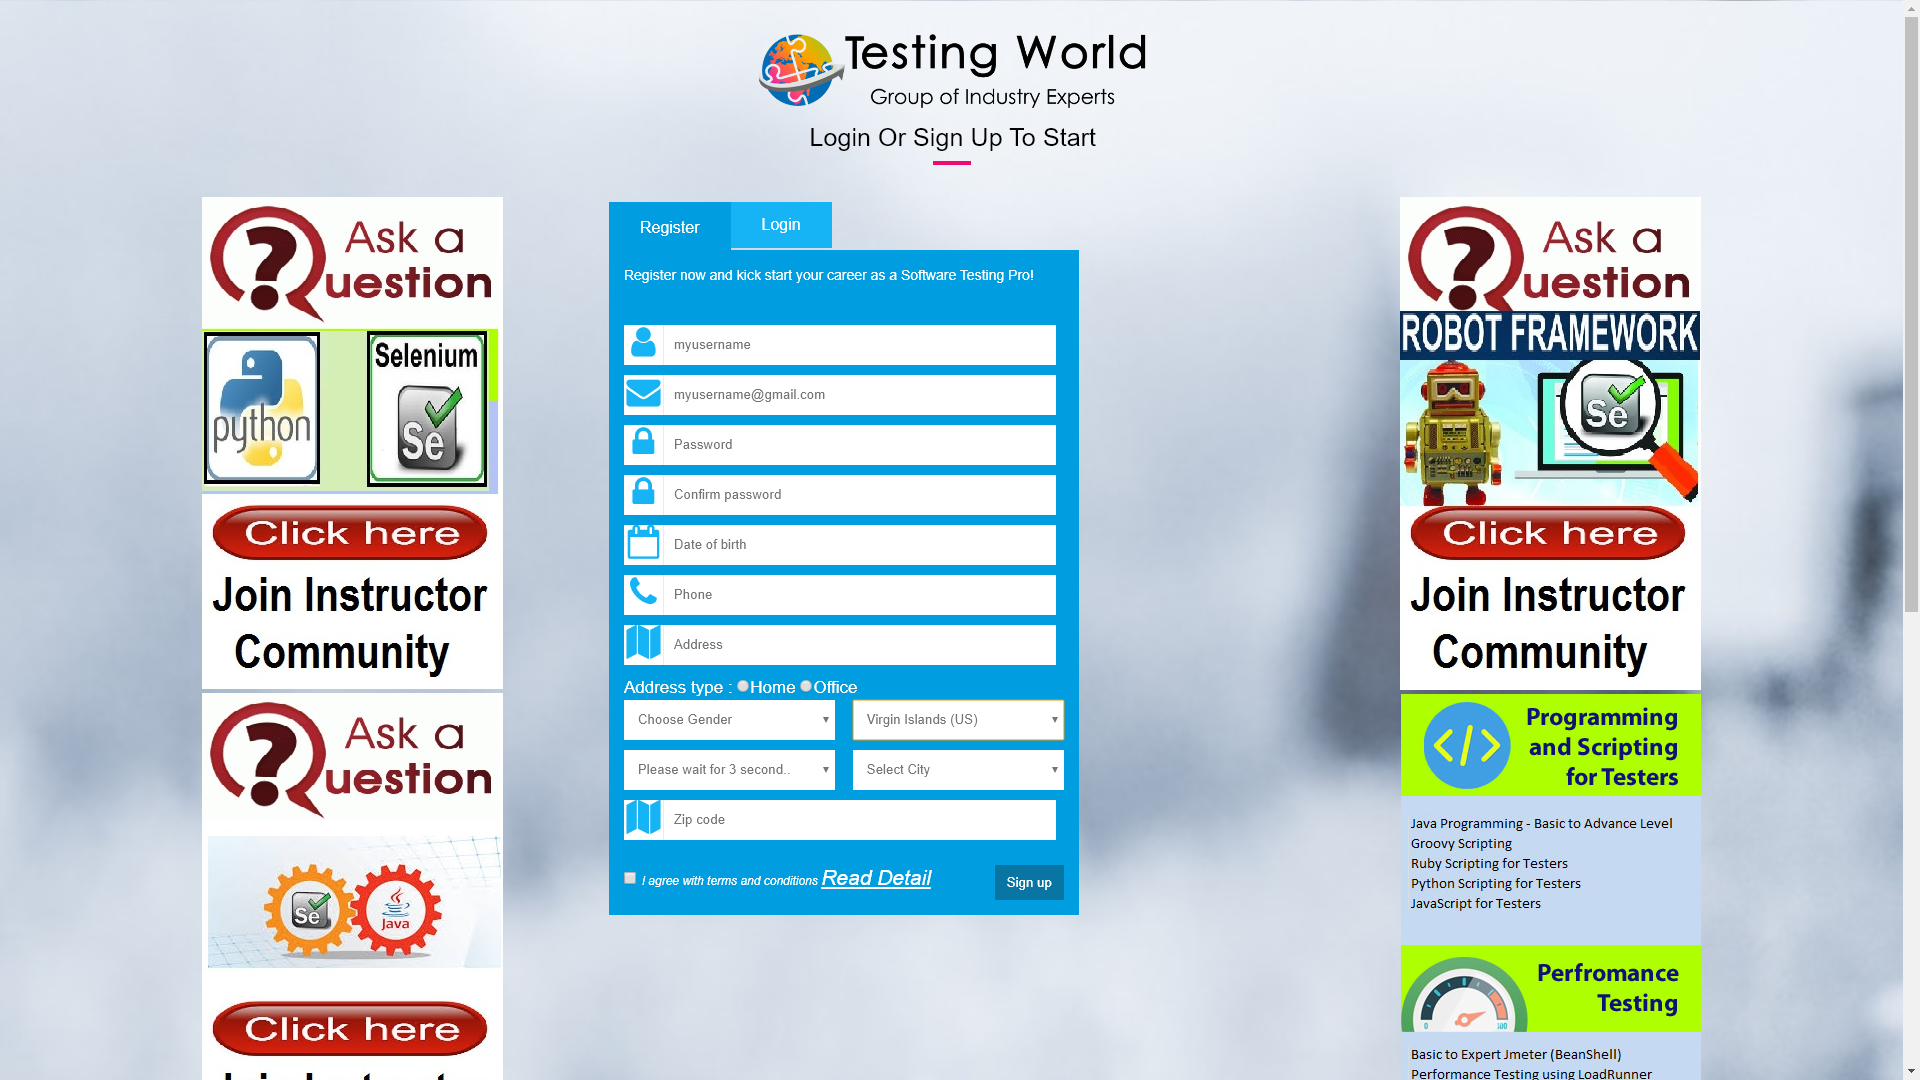 Testing World
Group of Industry Experts
Login Or Sign Up To Start
Ask a
uestion
python
Selenium
Se
Click here
Join Instructor
Community
Ask a
uestion
Se
Java
Click here
Register
Login
Register now and kick start your career as a Software Testing Pro!
myusername
myusername@gmail.com
Password
Confirm password
Date of birth
Phone
Address
Address type : Home Office
Choose Gender
Virgin Islands (US)
Please wait for 3 second..
Select City
Zip code
I agree with terms and conditions Read Detail
Sign up
Ask a
uestion
ROBOT FRAMEWORK
Se
Click here
Join Instructor
Community
</>
Programming
and Scripting
for Testers
Java Programming - Basic to Advance Level
Groovy Scripting
Ruby Scripting for Testers
Python Scripting for Testers
JavaScript for Testers
Perfromance
Testing
0
100
Basic to Expert Jmeter (BeanShell)
Performance Testing using LoadRunner